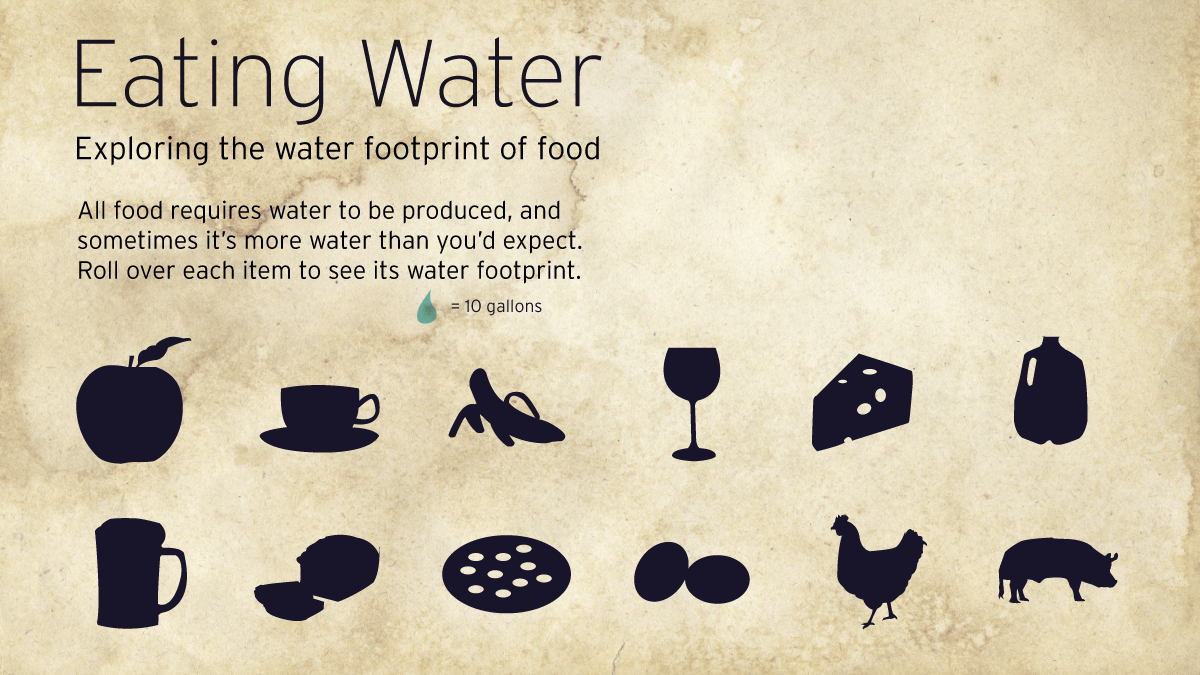 Eating Water
Exploring the water footprint of food
All food requires water to be produced, and
sometimes it’s more water than you’d expect.
Roll over each item to see its water footprint.
= 10 gallons